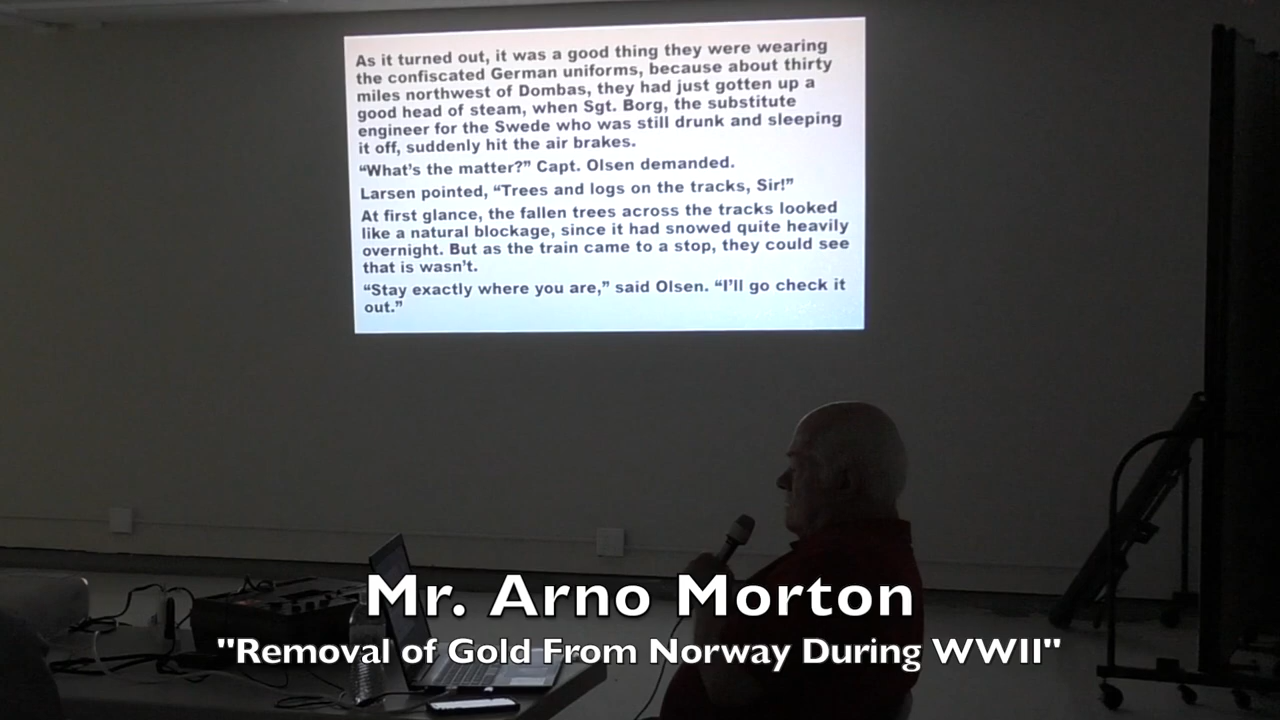 As it turned out, it was a good thing they were wearing
the confiscated German uniforms, because about thirty
miles northwest of Dombas, they had just gotten up a
good head of steam, when Sgt. Borg, the substitute
engineer for the Swede who was still drunk and sleeping
it off, suddenly hit the air brakes.
“What’s the matter?” Capt. Olsen demanded.
Larsen pointed, “Trees and logs on the tracks, Sir!”
At first glance, the fallen trees across the tracks looked
like a natural blockage, since it had snowed quite heavily
overnight. But as the train came to a stop, they could see
that is wasn’t.
“Stay exactly where you are,” said Olsen. “I’ll go check it
out.”
Mr. Arno Morton
"Removal of Gold From Norway During WWII"